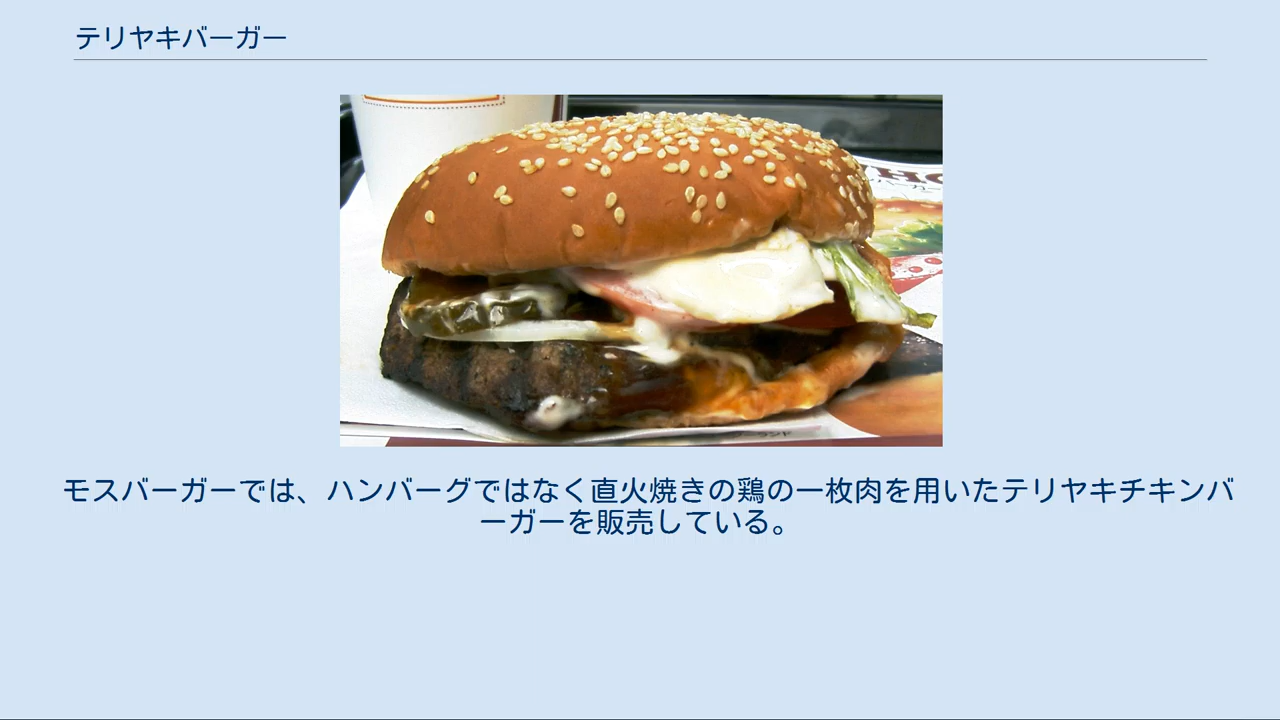 テリヤキバーガー
モスバーガーでは、ハンバーグではなく直火焼きの鶏の一枚肉を用いたテリヤキチキンバ
ーガーを販売している。